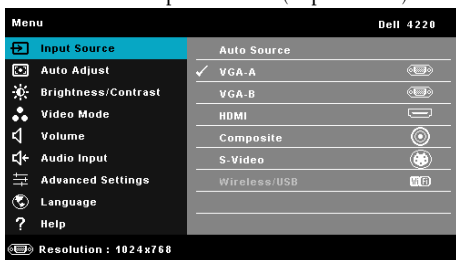 Menu Dell 4220
Input Source Auto Source
Auto Adjust VGA-A
Brightness/Contrast VGA-B
Video Mode HDMI
Volume Composite
Audio Input S-Video
Advanced Settings Wireless/USB
Language
? Help
Resolution : 1024x768